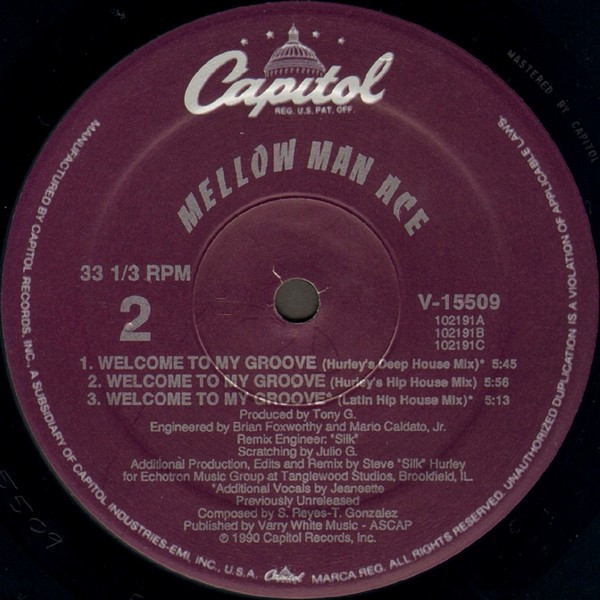 Capitol
REG. U.S. PAT. OFF.
MASTERED BY CAPITOL
MELLOW MAN ACE
33 1/3 RPM
2
V-15509
102191A
102191B
102191C
1. WELCOME TO MY GROOVE (Hurley's Deep House Mix)* 5:45
2. WELCOME TO MY GROOVE (Hurley's Hip House Mix) 5:56
3. WELCOME TO MY GROOVE* (Latin Hip House Mix)* 5:13
Produced by Tony G.
Engineered by Brian Foxworthy and Mario Caldato, Jr.
Remix Engineer: "Silk"
Scratching by Julio G.
Additional Production, Edits and Remix by Steve "Silk" Hurley
for Echotron Music Group at Tanglewood Studios, Brookfield, IL.
*Additional Vocals by Jeanette
Previously Unreleased
Composed by S. Reyes-T. Gonzalez
Published by Varry White Music - ASCAP
℗ 1990 Capitol Records, Inc.
MANUFACTURED BY CAPITOL RECORDS, INC., A SUBSIDIARY OF CAPITOL INDUSTRIES-EMI, INC., U.S.A. Capitol MARCA REG. ALL RIGHTS RESERVED. UNAUTHORIZED DUPLICATION IS A VIOLATION OF APPLICABLE LAWS.